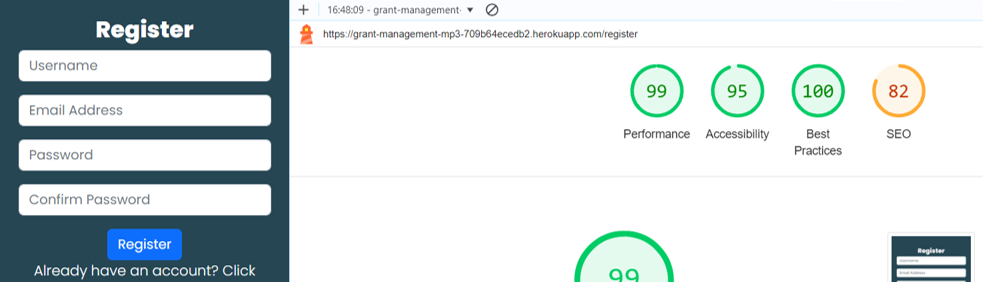 Register
Username
Email Address
Password
Confirm Password
Register
Already have an account? Click
16:48:09 - grant-management-
https://grant-management-mp3-709b64ecedb2.herokuapp.com/register
99 95 100 82
Performance Accessibility Best Practices SEO
99
Register
Username
Email Address